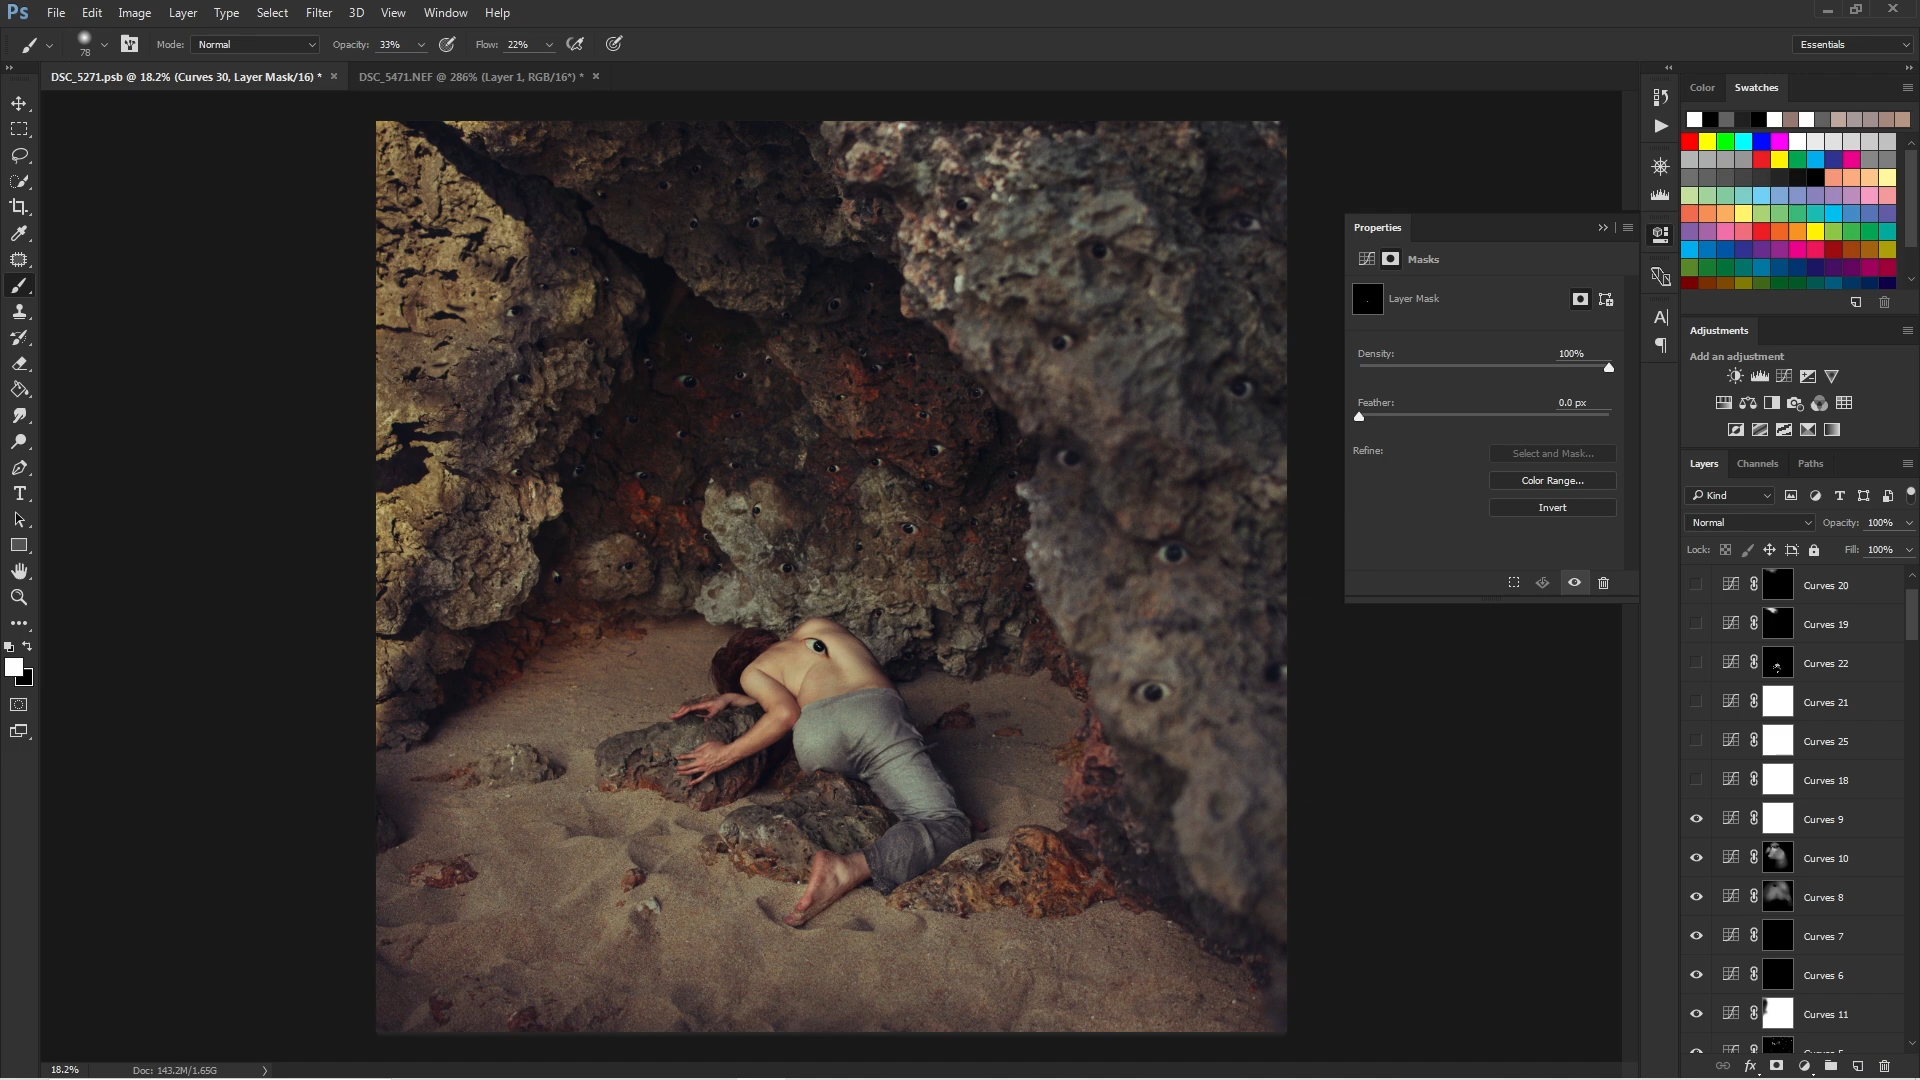 Ps File Edit Image Layer Type Select Filter 3D View Window Help
78 Mode: Normal Opacity: 33% Flow: 22% Essentials
DSC_5271.psb @ 18.2% (Curves 30, Layer Mask/16) * × DSC_5471.NEF @ 286% (Layer 1, RGB/16*) * ×
Color Swatches
Properties
Masks
Layer Mask
Density: 100%
Feather: 0.0 px
Refine: Select and Mask...
Color Range...
Invert
Adjustments
Add an adjustment
Layers Channels Paths
Kind
Normal Opacity: 100%
Lock: Fill: 100%
Curves 20
Curves 19
Curves 22
Curves 21
Curves 25
Curves 18
Curves 9
Curves 10
Curves 8
Curves 7
Curves 6
Curves 11
18.2% Doc: 143.2M/1.65G